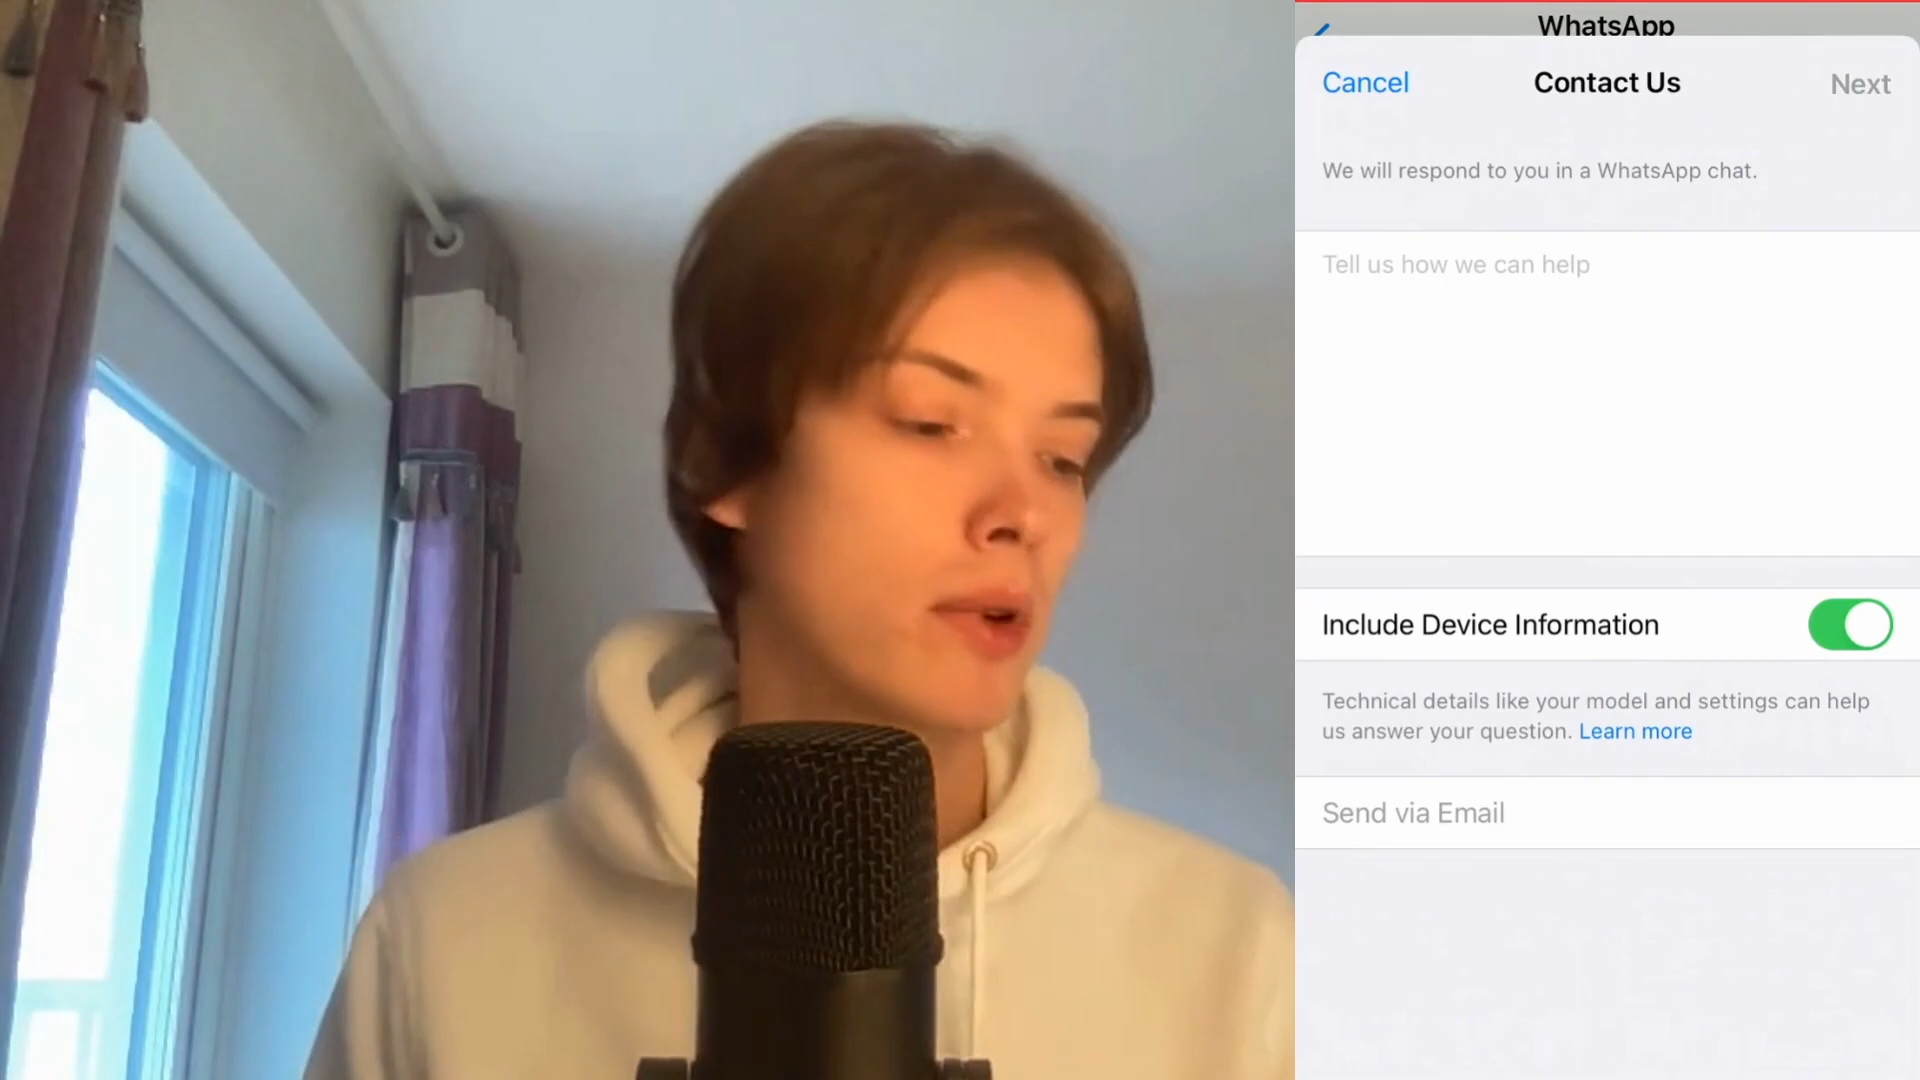 WhatsApp
Cancel
Contact Us
Next
We will respond to you in a WhatsApp chat.
Tell us how we can help
Include Device Information
Technical details like your model and settings can help
us answer your question. Learn more
Send via Email